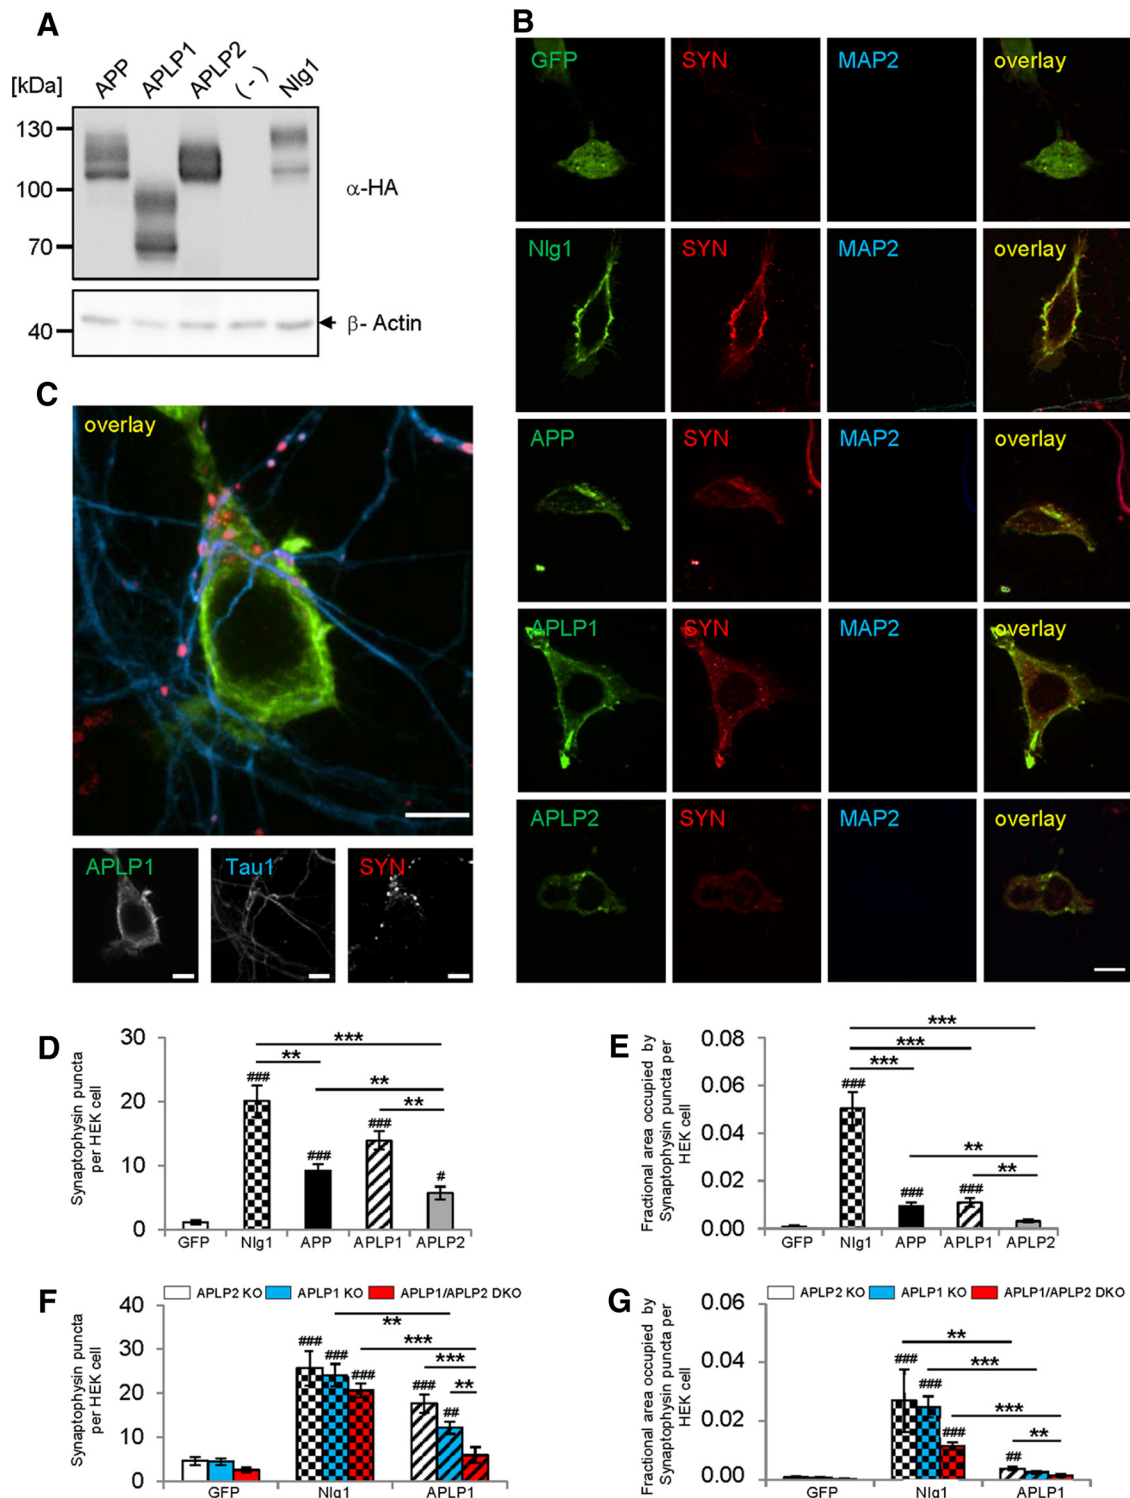 A
[kDa] APP APLP1 APLP2 (-) Nlg1
130
100
70
α-HA
40
β- Actin
B
GFP SYN MAP2 overlay
Nlg1 SYN MAP2 overlay
APP SYN MAP2 overlay
APLP1 SYN MAP2 overlay
APLP2 SYN MAP2 overlay
C
overlay
APLP1 Tau1 SYN
D
Synaptophysin puncta
per HEK cell
30
20
10
0
***
**
**
**
###
###
###
#
GFP Nlg1 APP APLP1 APLP2
E
Fractional area occupied by
Synaptophysin puncta per
HEK cell
0.08
0.06
0.04
0.02
0.00
***
***
***
**
**
###
###
###
GFP Nlg1 APP APLP1 APLP2
F
APLP2 KO APLP1 KO APLP1/APLP2 DKO
Synaptophysin puncta
per HEK cell
40
30
20
10
0
**
***
***
**
### ### ###
### ##
GFP Nlg1 APLP1
G
APLP2 KO APLP1 KO APLP1/APLP2 DKO
Fractional area occupied by
Synaptophysin puncta per
HEK cell
0.06
0.04
0.02
0.00
**
***
***
**
### ### ###
##
GFP Nlg1 APLP1